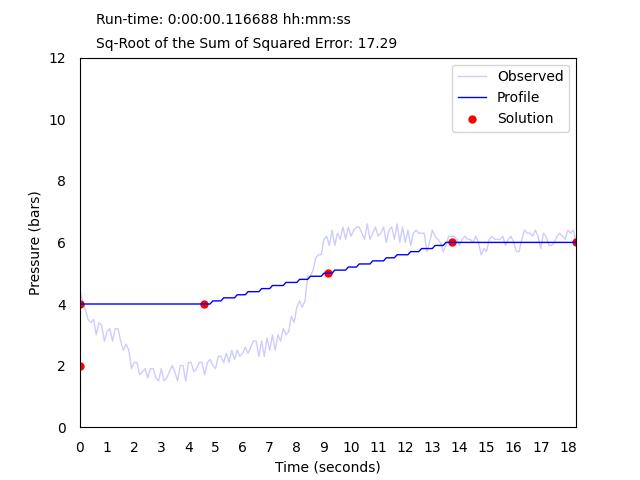 Run-time: 0:00:00.116688 hh:mm:ss
Sq-Root of the Sum of Squared Error: 17.29
Observed
Profile
Solution
12
10
8
6
4
2
0
Pressure (bars)
0 1 2 3 4 5 6 7 8 9 10 11 12 13 14 15 16 17 18
Time (seconds)